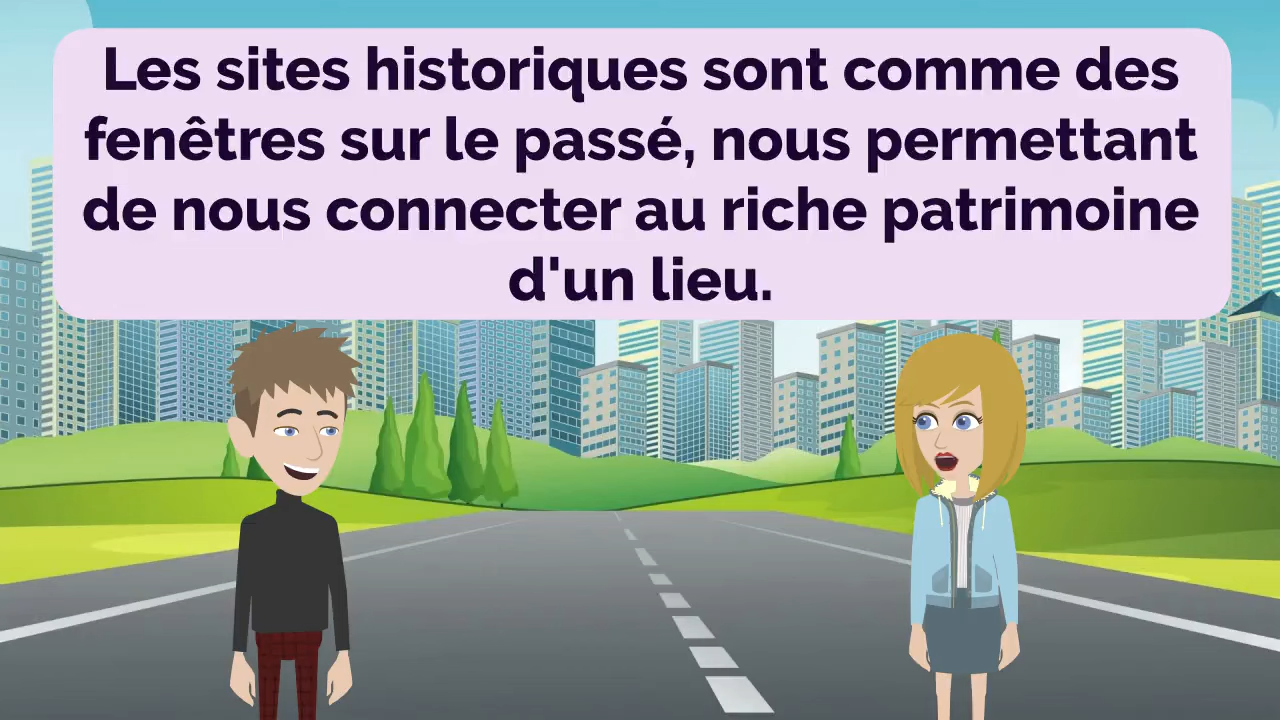 Les sites historiques sont comme des
fenêtres sur le passé, nous permettant
de nous connecter au riche patrimoine
d'un lieu.